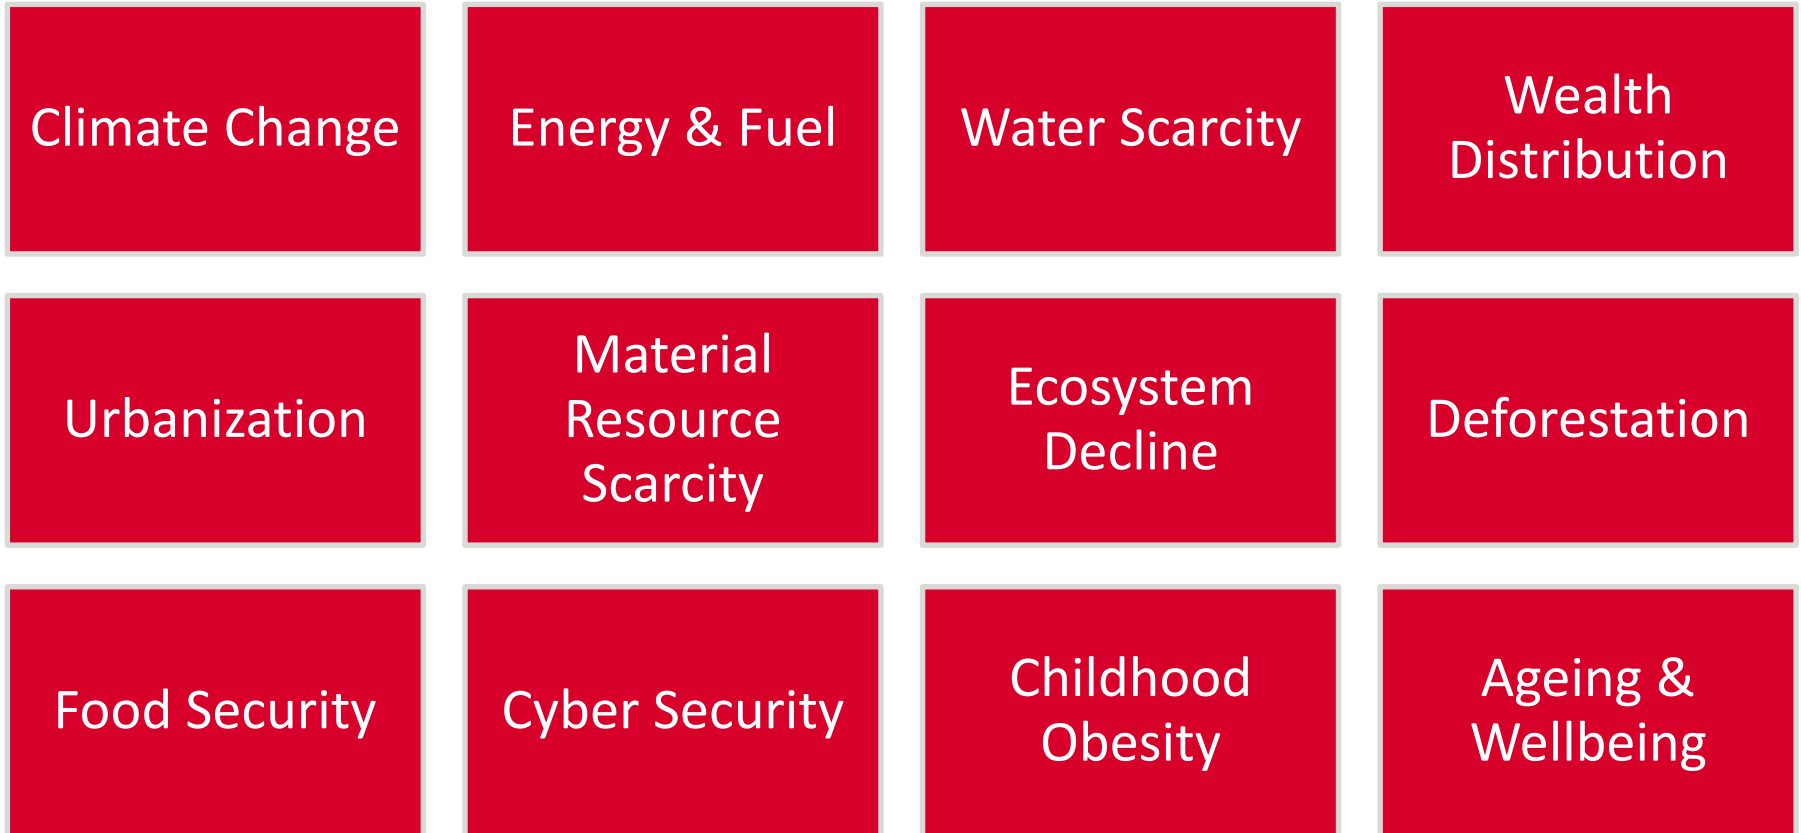 Climate Change
Energy & Fuel
Water Scarcity
Wealth
Distribution
Urbanization
Material
Resource
Scarcity
Ecosystem
Decline
Deforestation
Food Security
Cyber Security
Childhood
Obesity
Ageing &
Wellbeing